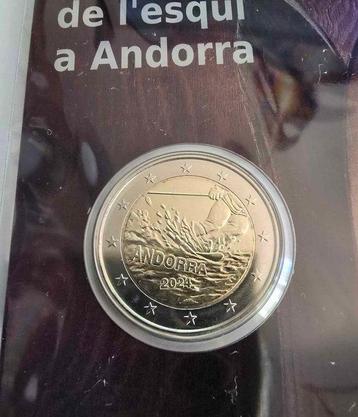 de l'esquí
a Andorra
ANDORRA
2024